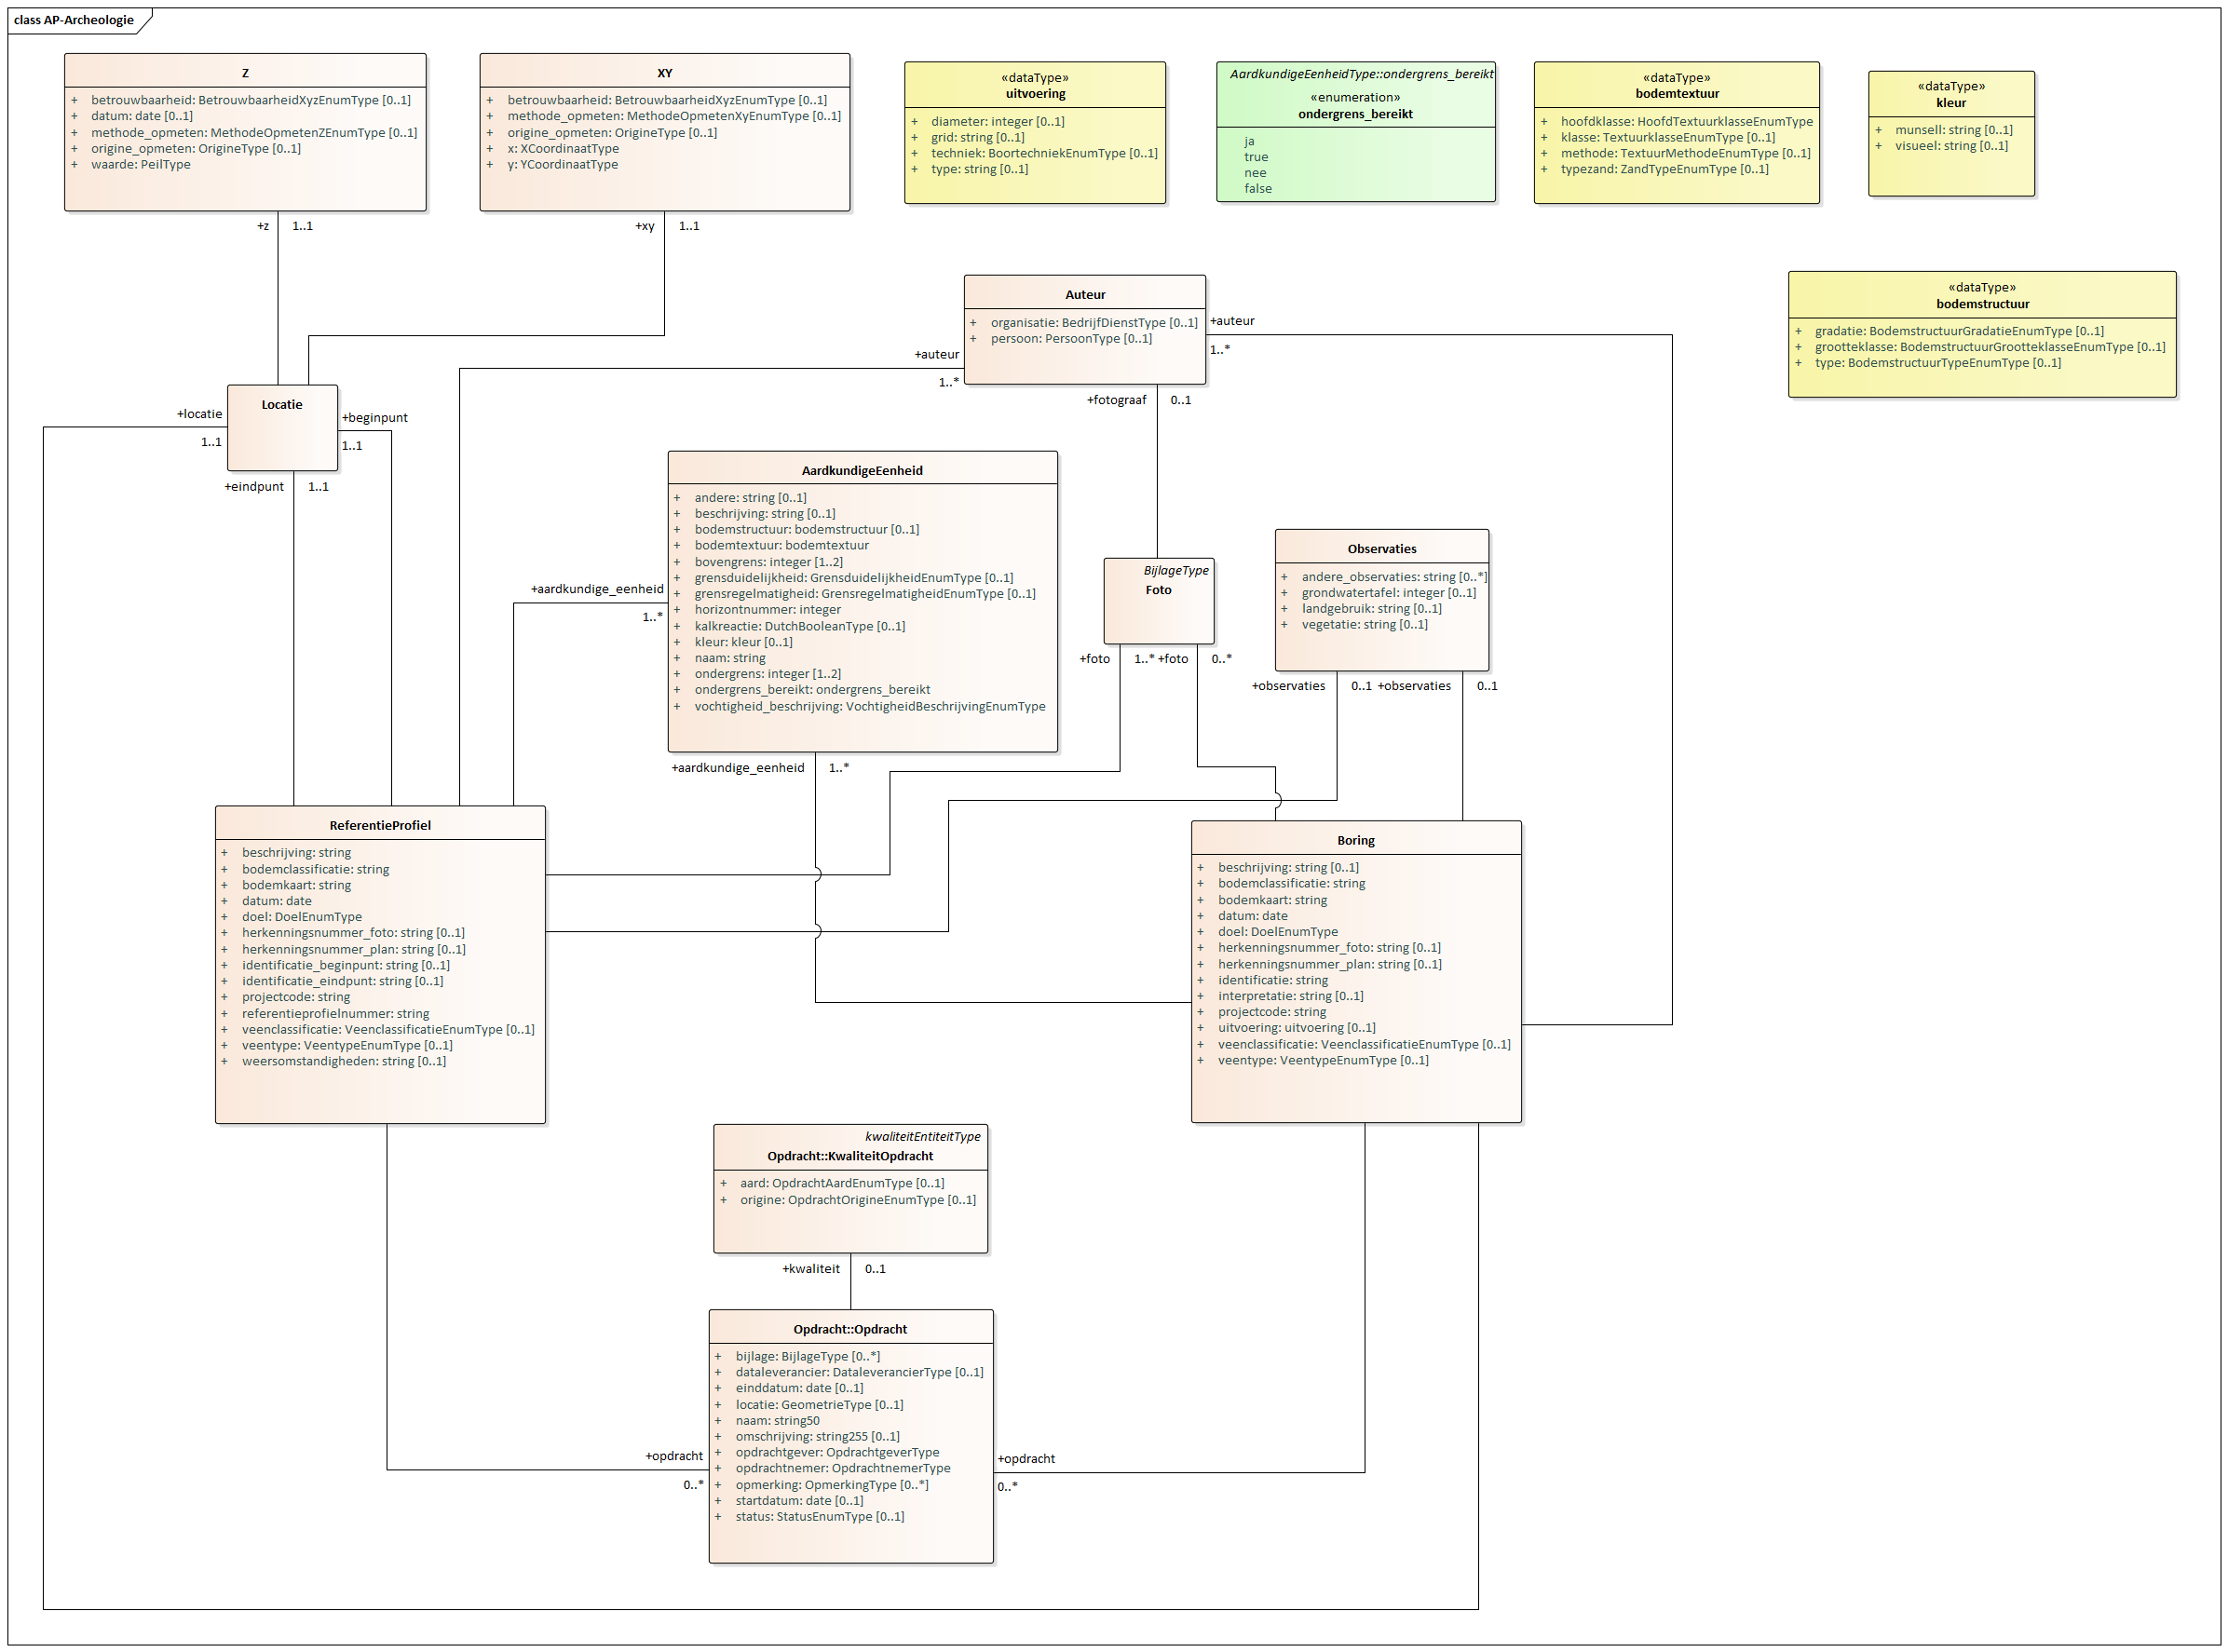 class AP-Archeologie
Z
+ betrouwbaarheid: BetrouwbaarheidXyzEnumType [0..1]
+ datum: date [0..1]
+ methode_opmeten: MethodeOpmetenZEnumType [0..1]
+ origine_opmeten: OrigineType [0..1]
+ waarde: PeilType
+z 1..1
XY
+ betrouwbaarheid: BetrouwbaarheidXyzEnumType [0..1]
+ methode_opmeten: MethodeOpmetenXyEnumType [0..1]
+ origine_opmeten: OrigineType [0..1]
+ x: XCoordinaatType
+ y: YCoordinaatType
+xy 1..1
«dataType»
uitvoering
+ diameter: integer [0..1]
+ grid: string [0..1]
+ techniek: BoortechniekEnumType [0..1]
+ type: string [0..1]
AardkundigeEenheidType::ondergrens_bereikt
«enumeration»
ondergrens_bereikt
ja
true
nee
false
«dataType»
bodemtextuur
+ hoofdklasse: HoofdTextuurklasseEnumType
+ klasse: TextuurklasseEnumType [0..1]
+ methode: TextuurMethodeEnumType [0..1]
+ typezand: ZandTypeEnumType [0..1]
«dataType»
kleur
+ munsell: string [0..1]
+ visueel: string [0..1]
«dataType»
bodemstructuur
+ gradatie: BodemstructuurGradatieEnumType [0..1]
+ grootteklasse: BodemstructuurGrootteklasseEnumType [0..1]
+ type: BodemstructuurTypeEnumType [0..1]
Auteur
+ organisatie: BedrijfDienstType [0..1]
+ persoon: PersoonType [0..1]
+auteur
1..*
+auteur
1..*
+fotograaf 0..1
Locatie
+locatie
1..1
+beginpunt
1..1
+eindpunt 1..1
AardkundigeEenheid
+ andere: string [0..1]
+ beschrijving: string [0..1]
+ bodemstructuur: bodemstructuur [0..1]
+ bodemtextuur: bodemtextuur
+ bovengrens: integer [1..2]
+ grensduidelijkheid: GrensduidelijkheidEnumType [0..1]
+ grensregelmatigheid: GrensregelmatigheidEnumType [0..1]
+ horizontnummer: integer
+ kalkreactie: DutchBooleanType [0..1]
+ kleur: kleur [0..1]
+ naam: string
+ ondergrens: integer [1..2]
+ ondergrens_bereikt: ondergrens_bereikt
+ vochtigheid_beschrijving: VochtigheidBeschrijvingEnumType
+aardkundige_eenheid
1..*
+aardkundige_eenheid 1..*
BijlageType
Foto
+foto 1..* +foto 0..*
Observaties
+ andere_observaties: string [0..*]
+ grondwatertafel: integer [0..1]
+ landgebruik: string [0..1]
+ vegetatie: string [0..1]
+observaties 0..1 +observaties 0..1
ReferentieProfiel
+ beschrijving: string
+ bodemclassificatie: string
+ bodemkaart: string
+ datum: date
+ doel: DoelEnumType
+ herkenningsnummer_foto: string [0..1]
+ herkenningsnummer_plan: string [0..1]
+ identificatie_beginpunt: string [0..1]
+ identificatie_eindpunt: string [0..1]
+ projectcode: string
+ referentieprofielnummer: string
+ veenclassificatie: VeenclassificatieEnumType [0..1]
+ veentype: VeentypeEnumType [0..1]
+ weersomstandigheden: string [0..1]
Boring
+ beschrijving: string [0..1]
+ bodemclassificatie: string
+ bodemkaart: string
+ datum: date
+ doel: DoelEnumType
+ herkenningsnummer_foto: string [0..1]
+ herkenningsnummer_plan: string [0..1]
+ identificatie: string
+ interpretatie: string [0..1]
+ projectcode: string
+ uitvoering: uitvoering [0..1]
+ veenclassificatie: VeenclassificatieEnumType [0..1]
+ veentype: VeentypeEnumType [0..1]
kwaliteitEntiteitType
Opdracht::KwaliteitOpdracht
+ aard: OpdrachtAardEnumType [0..1]
+ origine: OpdrachtOrigineEnumType [0..1]
+kwaliteit 0..1
Opdracht::Opdracht
+ bijlage: BijlageType [0..*]
+ dataleverancier: DataleverancierType [0..1]
+ einddatum: date [0..1]
+ locatie: GeometrieType [0..1]
+ naam: string50
+ omschrijving: string255 [0..1]
+ opdrachtgever: OpdrachtgeverType
+ opdrachtnemer: OpdrachtnemerType
+ opmerking: OpmerkingType [0..*]
+ startdatum: date [0..1]
+ status: StatusEnumType [0..1]
+opdracht
0..*
+opdracht
0..*